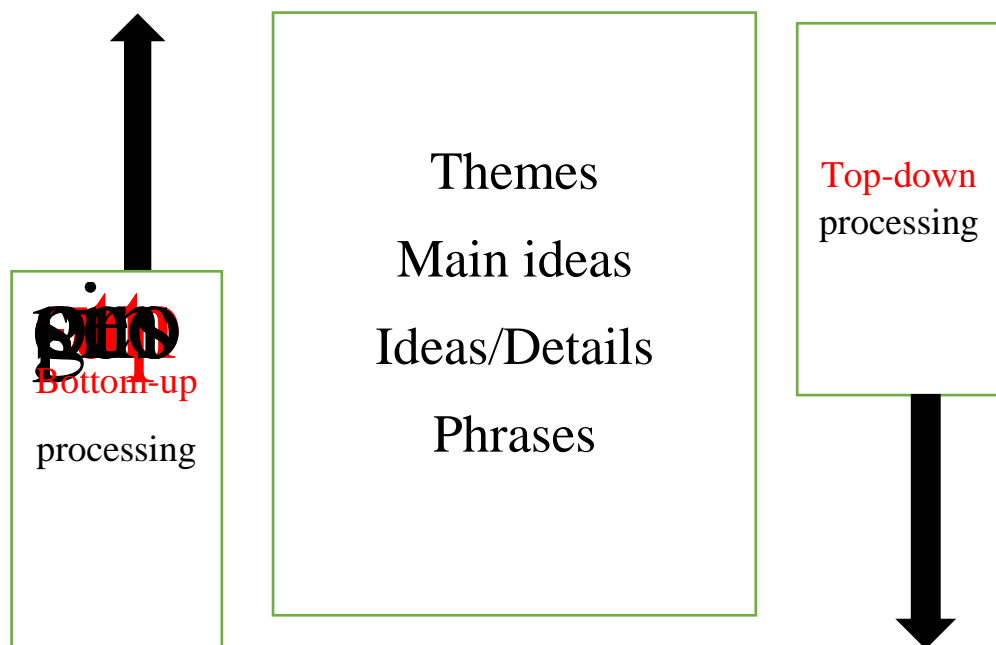 Themes
Main ideas
Ideas/Details
Phrases
Top-down
processing
Bottom-up
processing